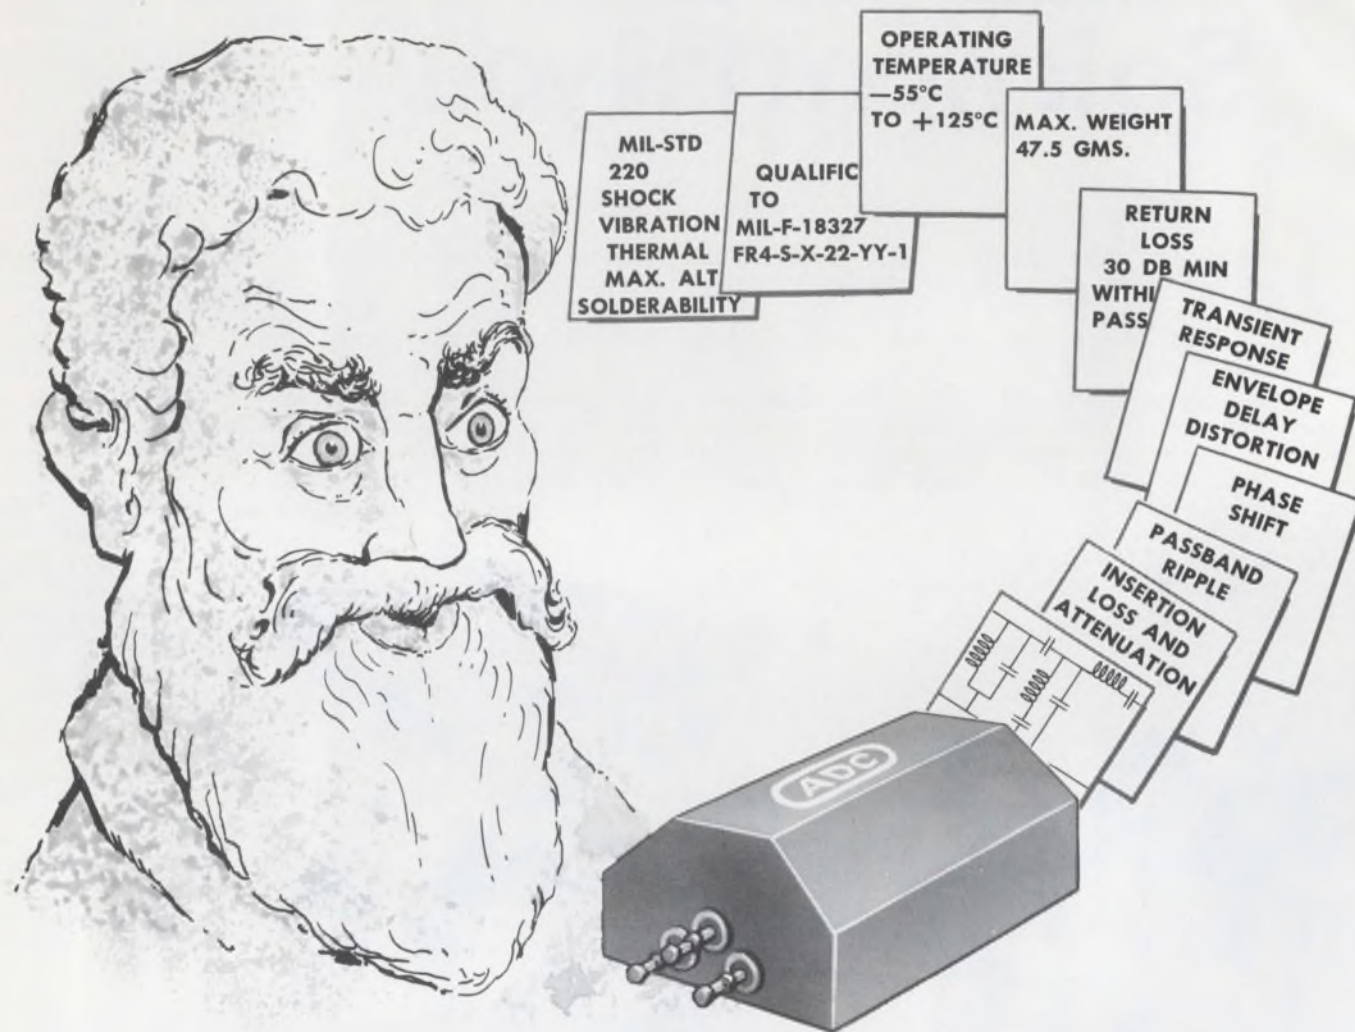 MIL-STD
220
SHOCK
VIBRATION
THERMAL
MAX. ALT
SOLDERABILITY
QUALIFIC
TO
MIL-F-18327
FR4-S-X-22-YY-1
OPERATING
TEMPERATURE
—55°C
TO +125°C
MAX. WEIGHT
47.5 GMS.
RETURN
LOSS
30 DB MIN
WITHI
PASS
TRANSIENT
RESPONSE
ENVELOPE
DELAY
DISTORTION
PHASE
SHIFT
PASSBAND
RIPPLE
INSERTION
LOSS AND
ATTENUATION
ADC